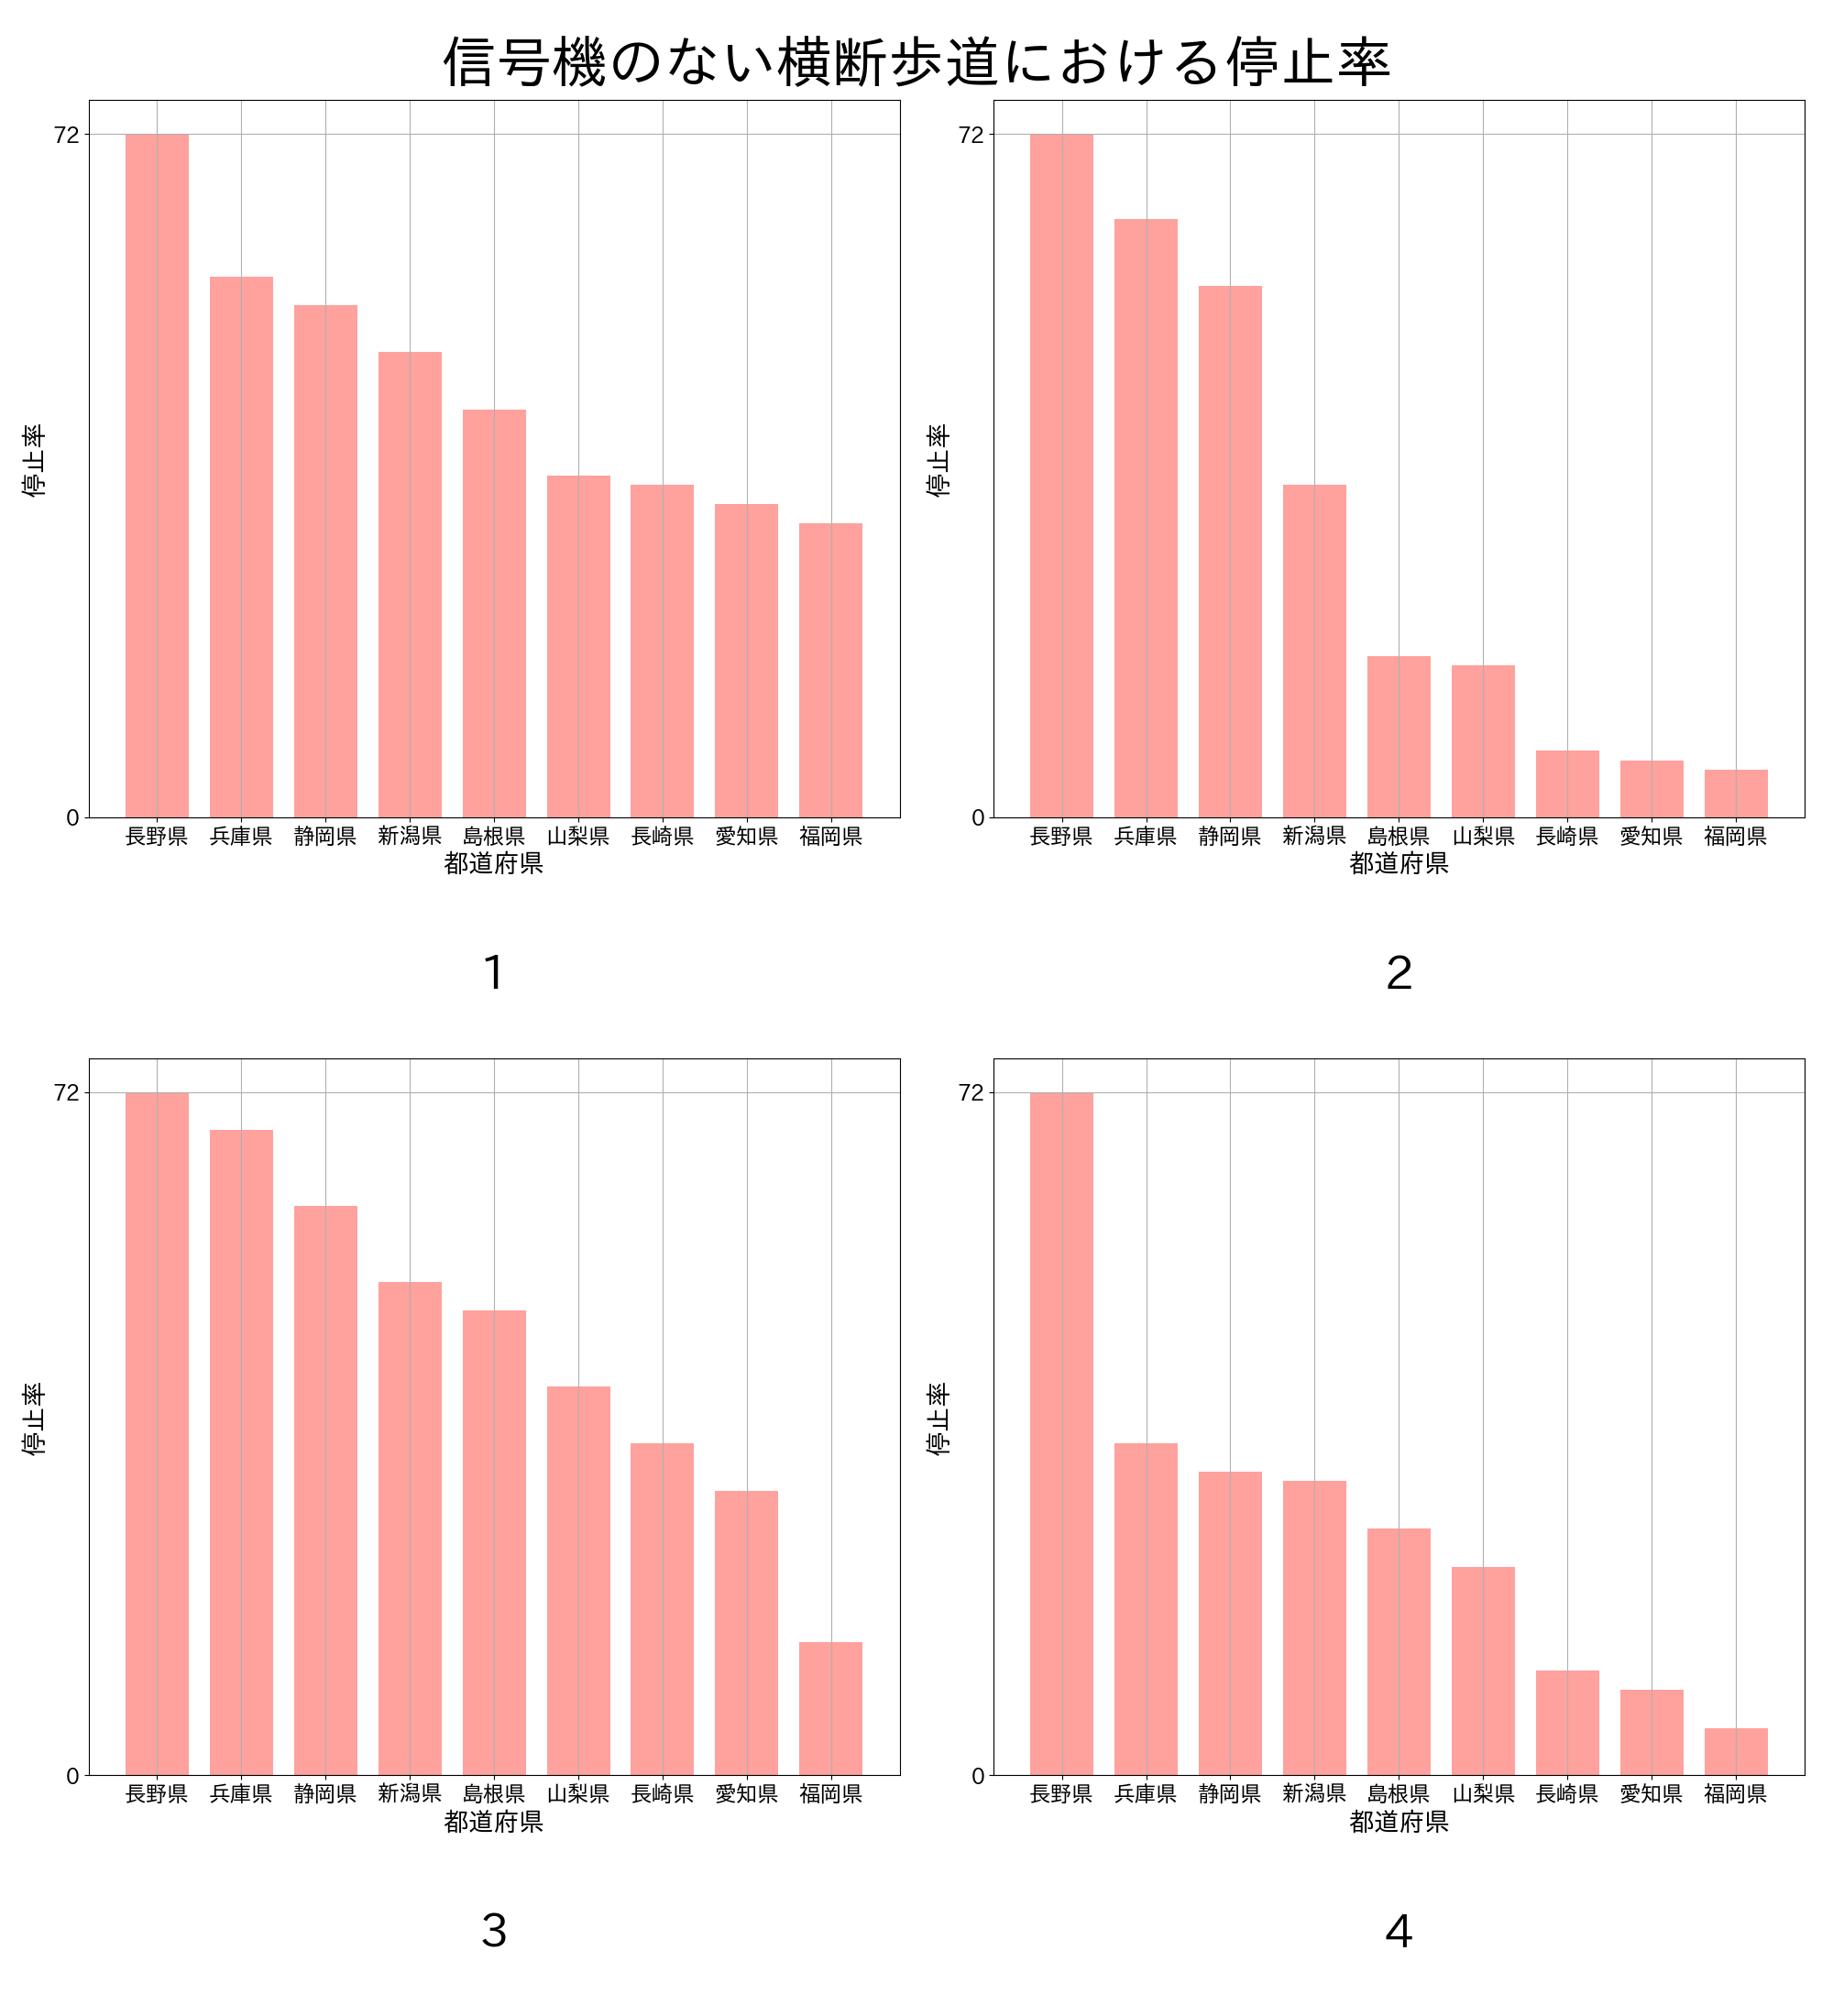 信号機のない横断歩道における停止率
72
0
停止率
長野県 兵庫県 静岡県 新潟県 島根県 山梨県 長崎県 愛知県 福岡県
都道府県
1
72
0
停止率
長野県 兵庫県 静岡県 新潟県 島根県 山梨県 長崎県 愛知県 福岡県
都道府県
2
72
0
停止率
長野県 兵庫県 静岡県 新潟県 島根県 山梨県 長崎県 愛知県 福岡県
都道府県
3
72
0
停止率
長野県 兵庫県 静岡県 新潟県 島根県 山梨県 長崎県 愛知県 福岡県
都道府県
4